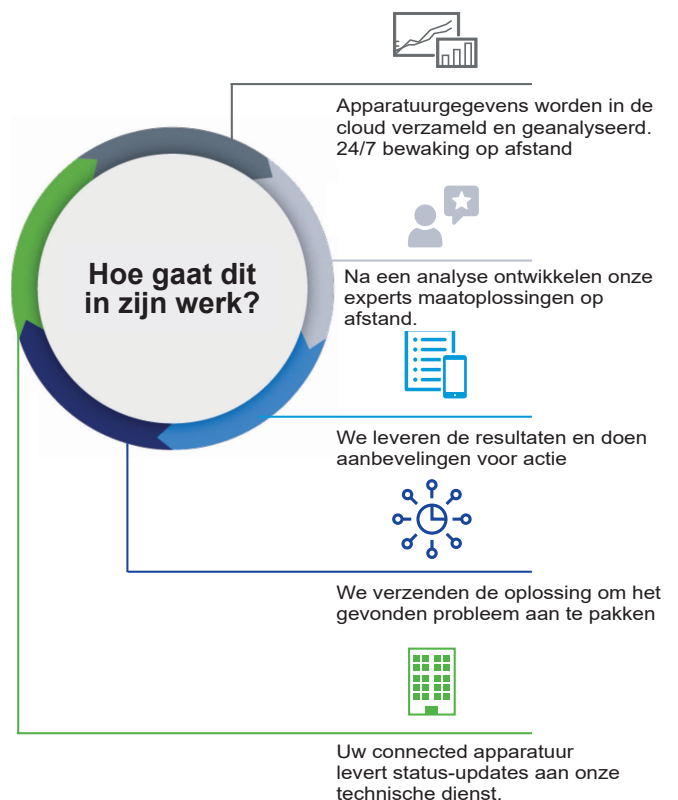 Apparatuurgegevens worden in de
cloud verzameld en geanalyseerd.
24/7 bewaking op afstand
Hoe gaat dit
in zijn werk?
Na een analyse ontwikkelen onze
experts maatoplossingen op
afstand.
We leveren de resultaten en doen
aanbevelingen voor actie
We verzenden de oplossing om het
gevonden probleem aan te pakken
Uw connected apparatuur
levert status-updates aan onze
technische dienst.